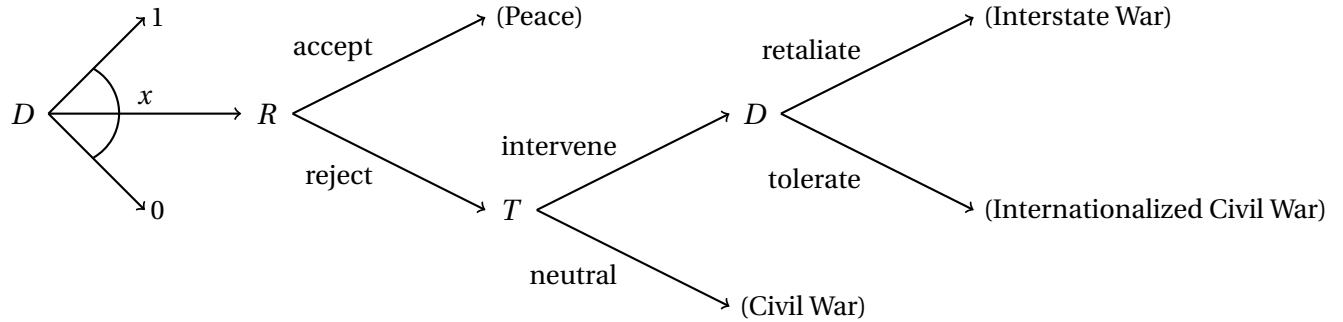 1
(Peace)
(Interstate War)
accept
retaliate
x
D
R
D
intervene
reject
tolerate
0
T
(Internationalized Civil War)
neutral
(Civil War)